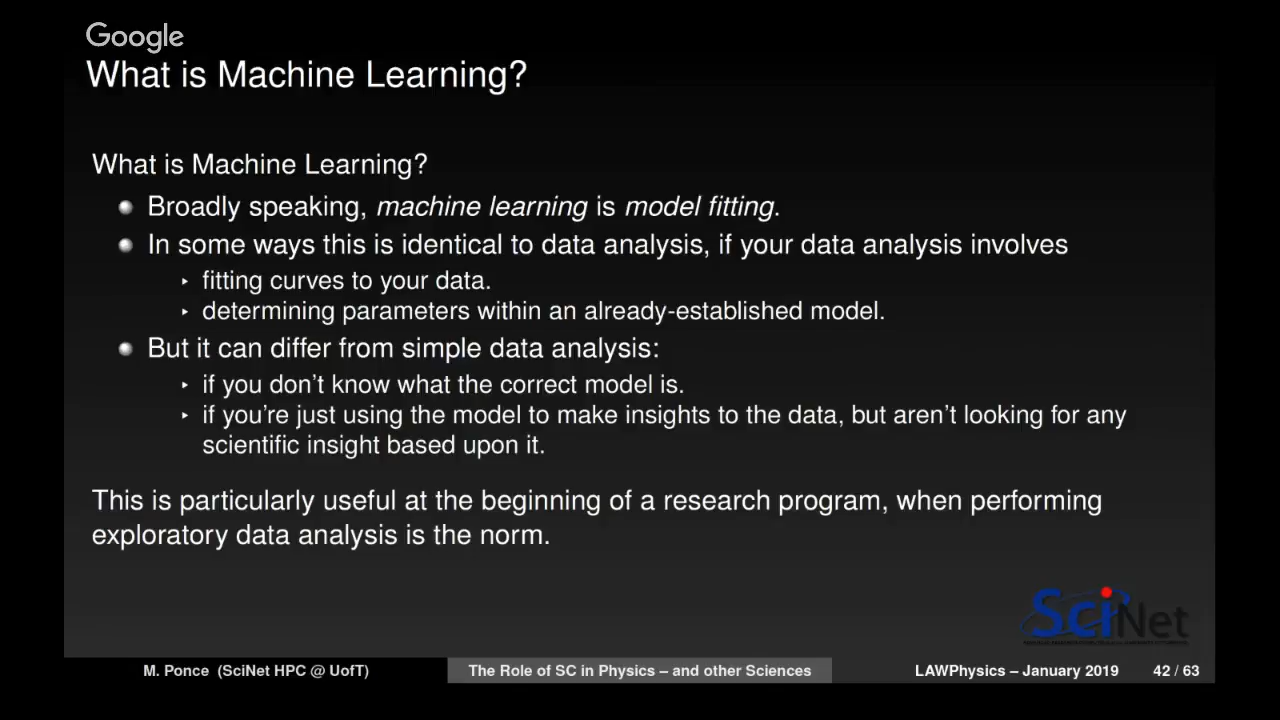 Google
What is Machine Learning?
What is Machine Learning?
Broadly speaking, machine learning is model fitting.
In some ways this is identical to data analysis, if your data analysis involves
fitting curves to your data.
determining parameters within an already-established model.
But it can differ from simple data analysis:
if you don't know what the correct model is.
if you're just using the model to make insights to the data, but aren't looking for any
scientific insight based upon it.
This is particularly useful at the beginning of a research program, when performing
exploratory data analysis is the norm.
SciNet
M. Ponce (SciNet HPC @ UofT)
The Role of SC in Physics – and other Sciences
LAWPhysics – January 2019
42 / 63